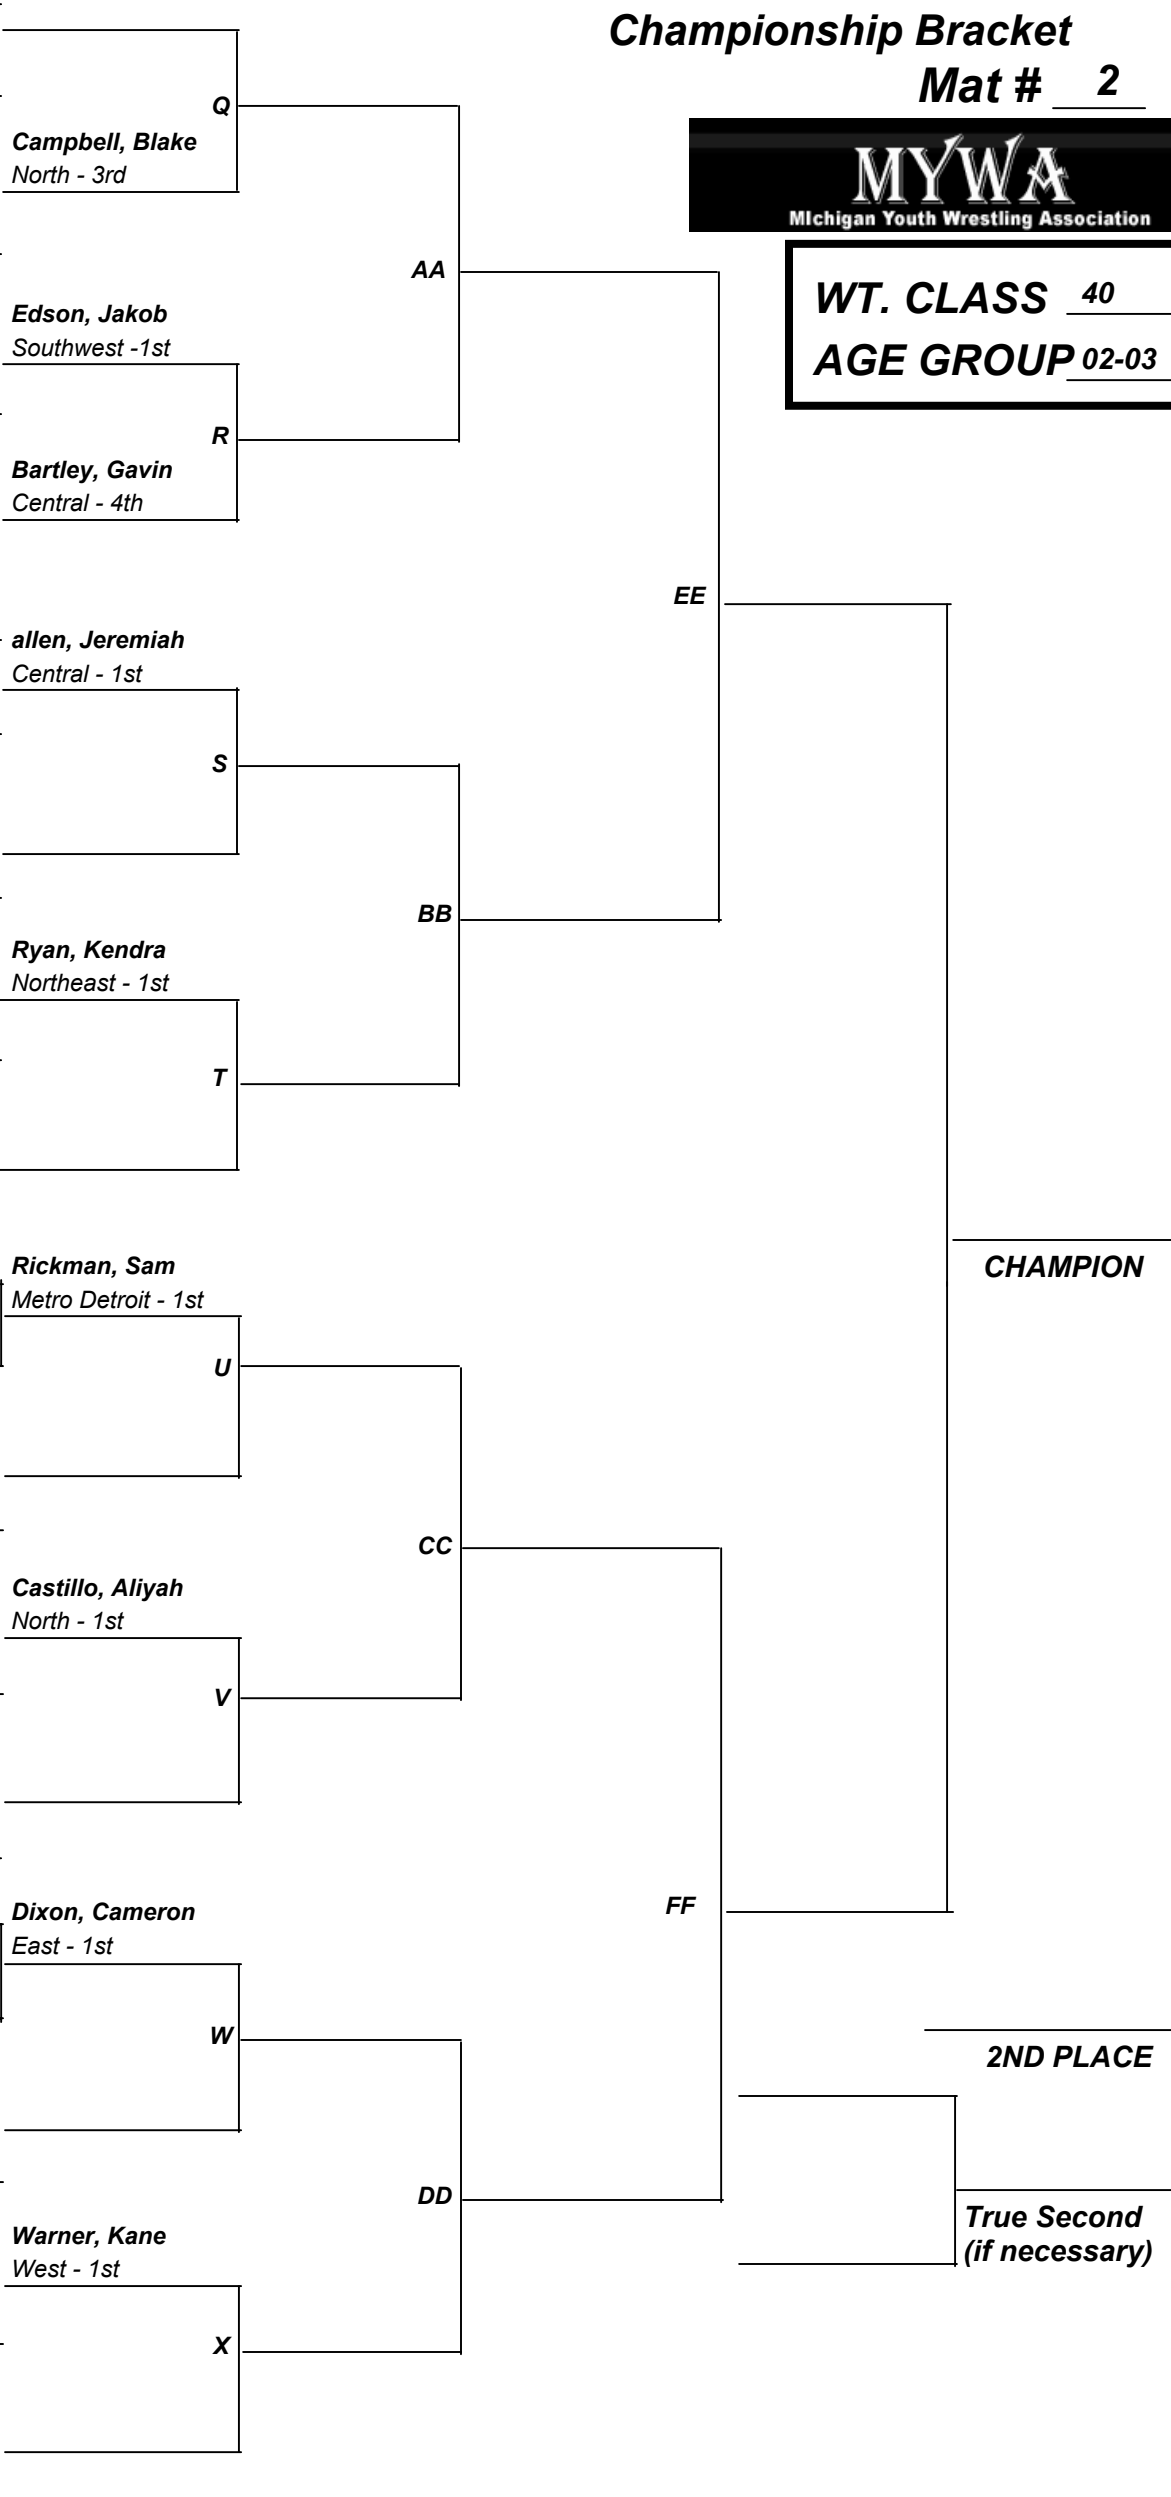 Championship Bracket
Mat # 2
MYWA
MIchigan Youth Wrestling Association
WT. CLASS 40
AGE GROUP 02-03
Q
Campbell, Blake
North - 3rd
AA
Edson, Jakob
Southwest -1st
R
Bartley, Gavin
Central - 4th
EE
allen, Jeremiah
Central - 1st
S
BB
Ryan, Kendra
Northeast - 1st
T
Rickman, Sam
Metro Detroit - 1st
CHAMPION
U
CC
Castillo, Aliyah
North - 1st
V
FF
Dixon, Cameron
East - 1st
W
2ND PLACE
DD
True Second
(if necessary)
Warner, Kane
West - 1st
X